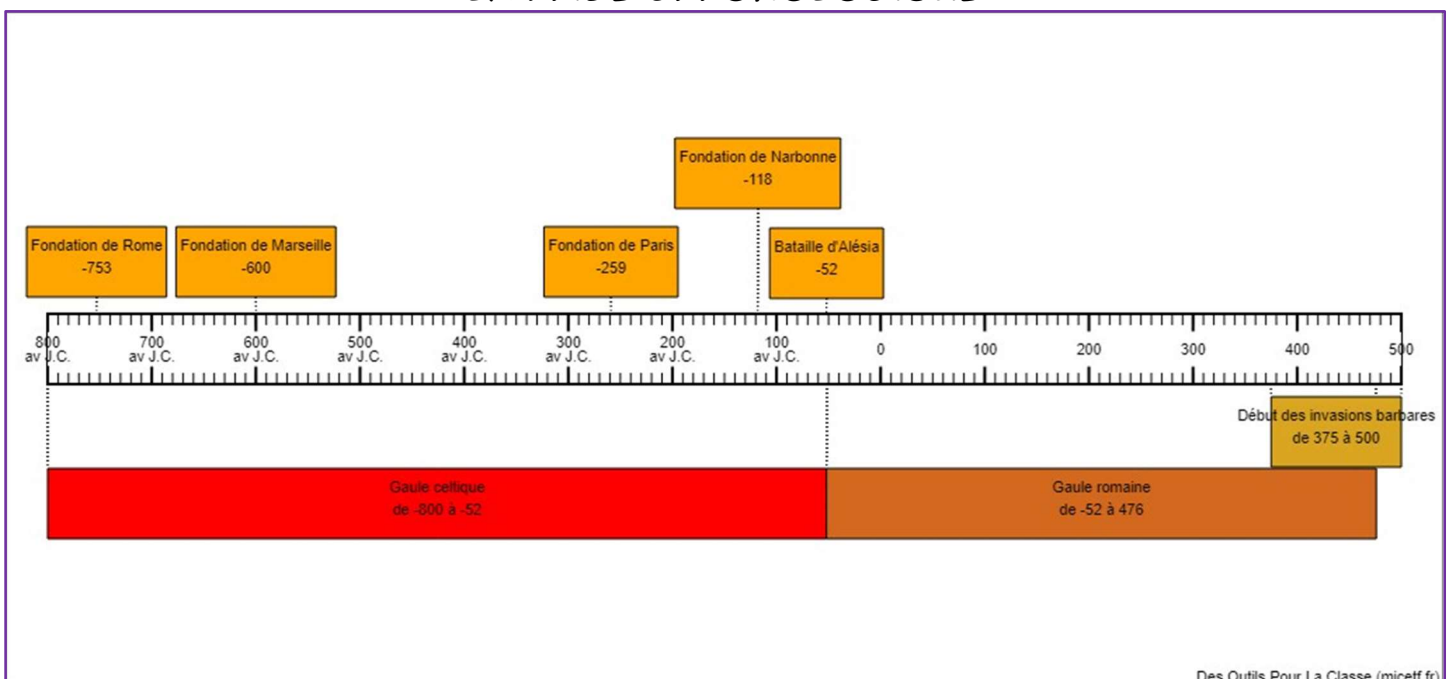 Fondation de Narbonne
-118
Fondation de Rome
-753
Fondation de Marseille
-600
Fondation de Paris
-259
Bataille d'Alésia
-52
800 700 600 500 400 300 200 100 0 100 200 300 400 500
av J.C. av J.C. av J.C. av J.C. av J.C. av J.C. av J.C. av J.C.
Début des invasions barbares
de 375 à 500
Gaule celtique
de -800 à -52
Gaule romaine
de -52 à 476
Des Outils Pour La Classe (micetf.fr)